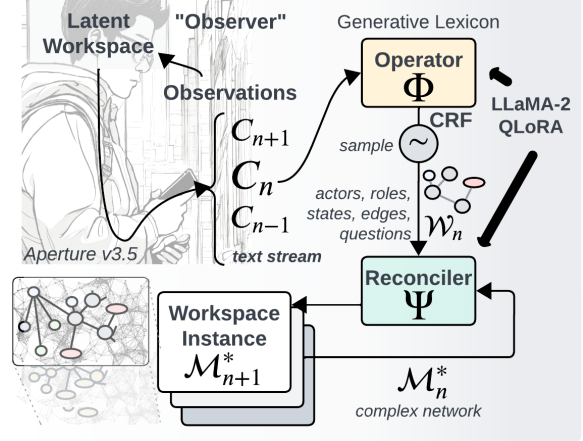 Latent
Workspace
"Observer"
Observations
C_{n+1}
C_n
C_{n-1}
text stream
Aperture v3.5
Generative Lexicon
Operator
Φ
CRF
sample
~
LLaMA-2
QLoRA
actors, roles,
states, edges,
questions
𝒲_n
Reconciler
Ψ
Workspace
Instance
ℳ*_{n+1}
ℳ*_n
complex network